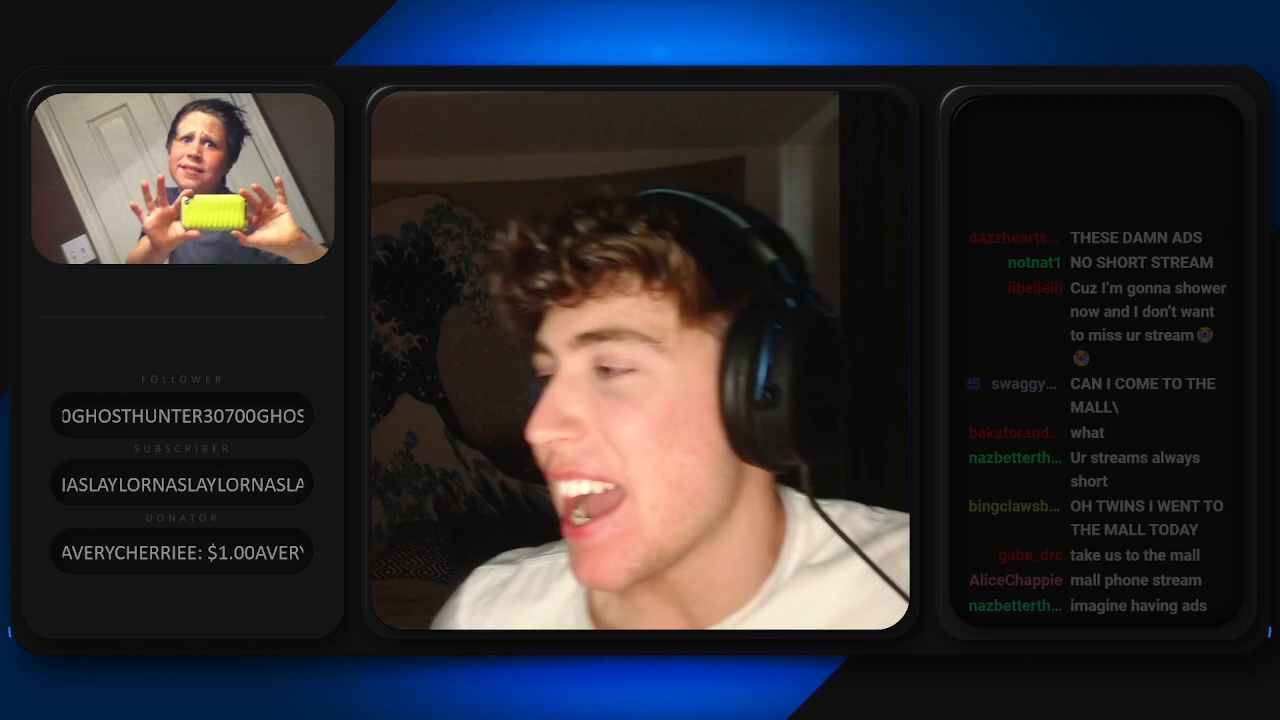 FOLLOWER
0GHOSTHUNTER30700GHOS
SUBSCRIBER
IASLAYLORNASLAYLORNASLA
DONATOR
AVERYCHERRIEE: $1.00AVERY
dazzhearts... THESE DAMN ADS
notnat1 NO SHORT STREAM
iibelleiii Cuz I'm gonna shower
now and I don't want
to miss ur stream
swaggy... CAN I COME TO THE
MALL\
bakaforand... what
nazbetterth... Ur streams always
short
bingclawsb... OH TWINS I WENT TO
THE MALL TODAY
gabe_drc take us to the mall
AliceChappie mall phone stream
nazbetterth... imagine having ads